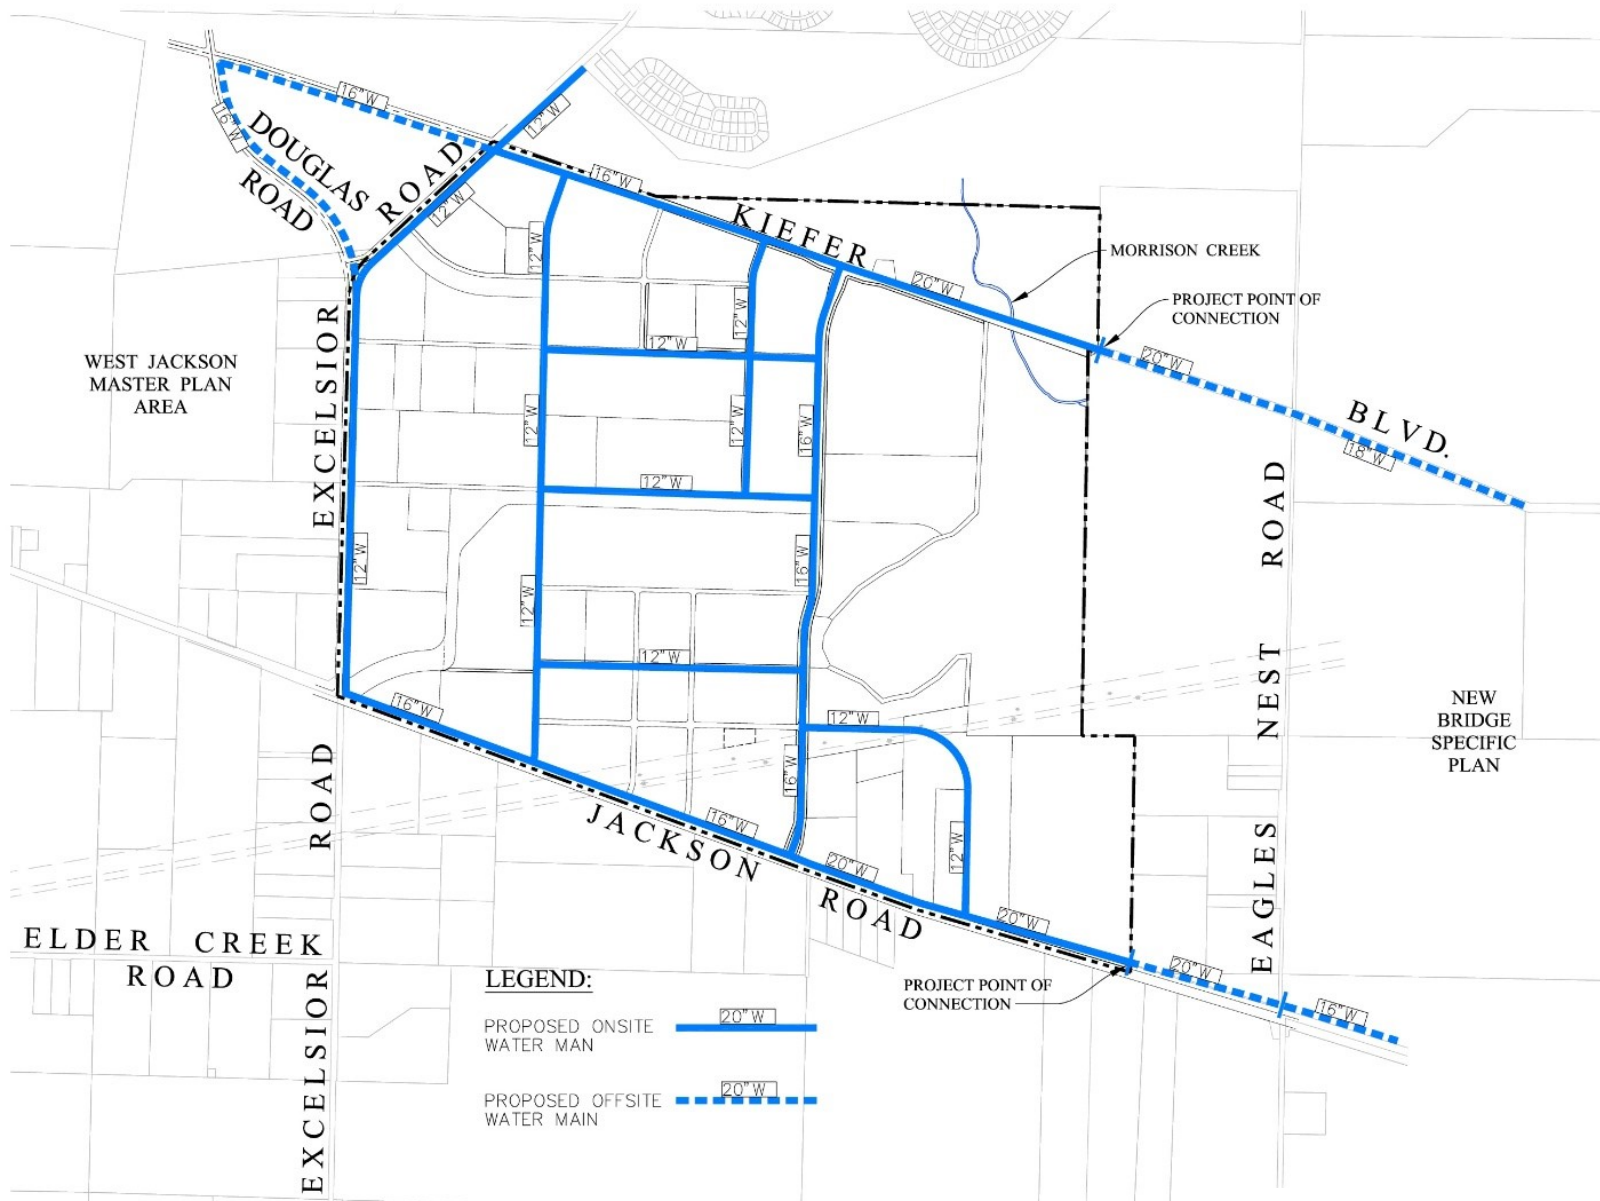 16"W
12"W
16"W
DOUGLAS
ROAD
ROAD
12"W
16"W
KIEFER
12"W
20"W
MORRISON CREEK
PROJECT POINT OF
CONNECTION
12"W
12"W
20"W
WEST JACKSON
MASTER PLAN
AREA
EXCELSIOR
12"W
12"W
16"W
BLVD.
18"W
12"W
12"W
16"W
12"W
12"W
ROAD
NEST
EAGLES
16"W
12"W
16"W
NEW
BRIDGE
SPECIFIC
PLAN
ROAD
16"W
JACKSON
20"W
12"W
ROAD
20"W
ELDER CREEK
ROAD
EXCELSIOR
PROJECT POINT OF
CONNECTION
20"W
16"W
LEGEND:
PROPOSED ONSITE
WATER MAN
20"W
PROPOSED OFFSITE
WATER MAIN
20"W